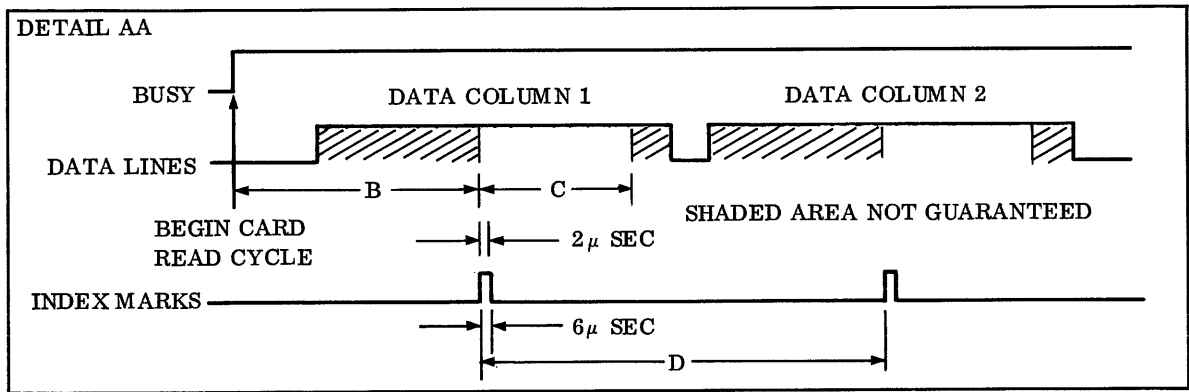 DETAIL AA
BUSY
DATA COLUMN 1
DATA COLUMN 2
DATA LINES
B
C
SHADED AREA NOT GUARANTEED
BEGIN CARD
READ CYCLE
2μ SEC
INDEX MARKS
6μ SEC
D